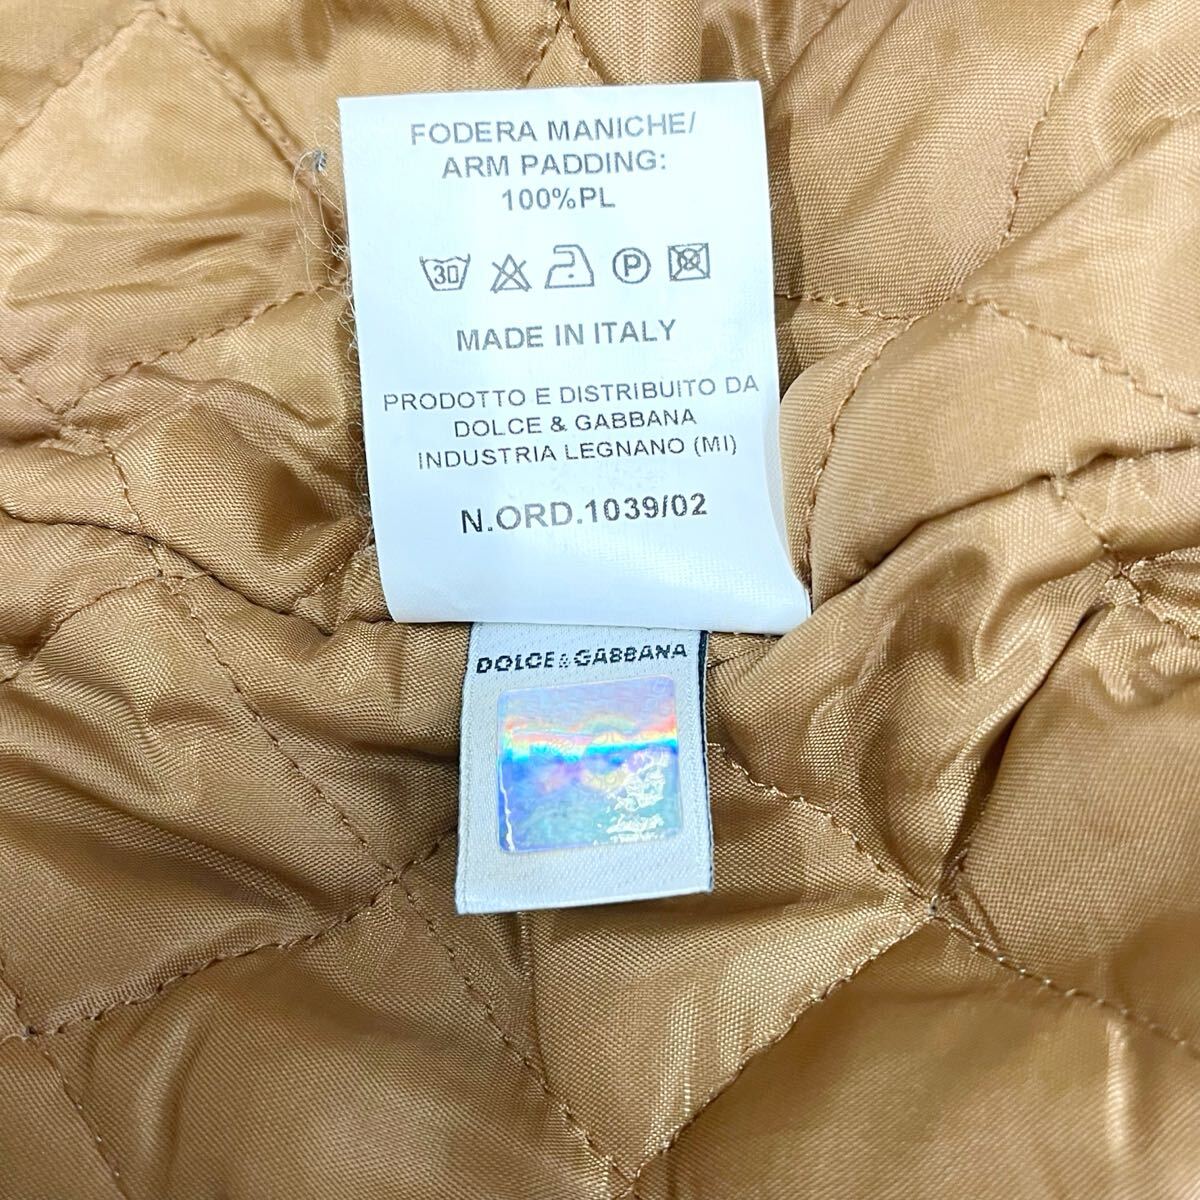 FODERA MANICHE/
ARM PADDING:
100%PL
30 P
MADE IN ITALY
PRODOTTO E DISTRIBUITO DA
DOLCE & GABBANA
INDUSTRIA LEGNANO (MI)
N.ORD.1039/02
DOLCE&GABBANA